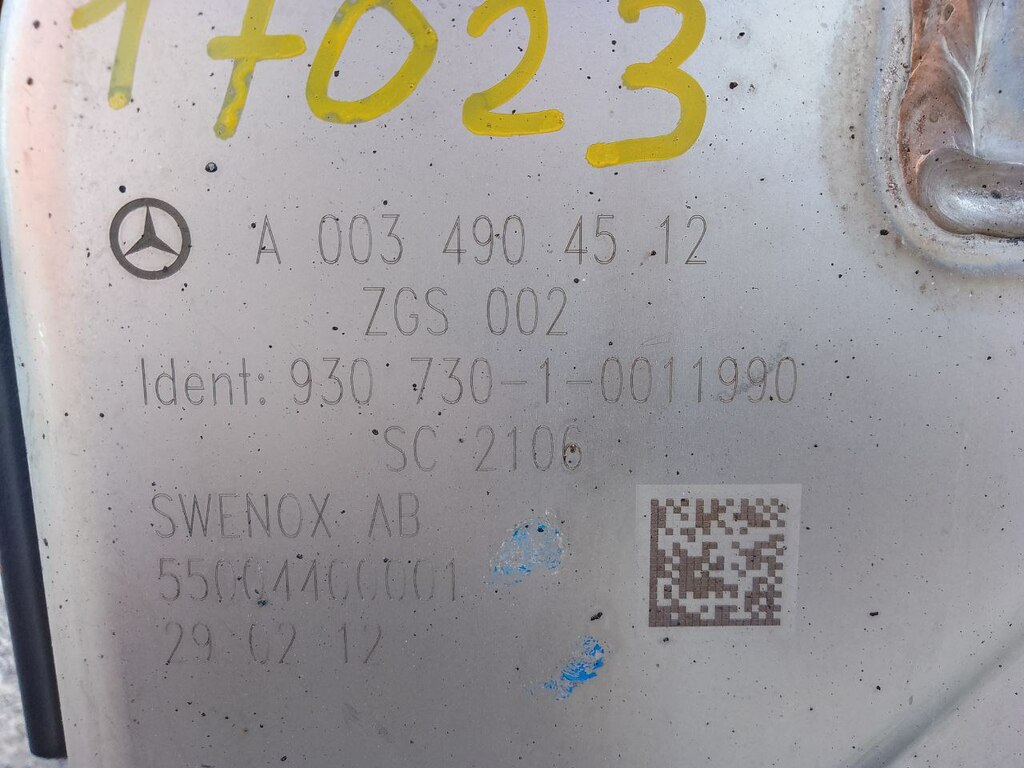 17023
A 003 490 45 12
ZGS 002
Ident: 930 730-1-0011990
SC 2106
SWENOX AB
55004400001
29 02 12